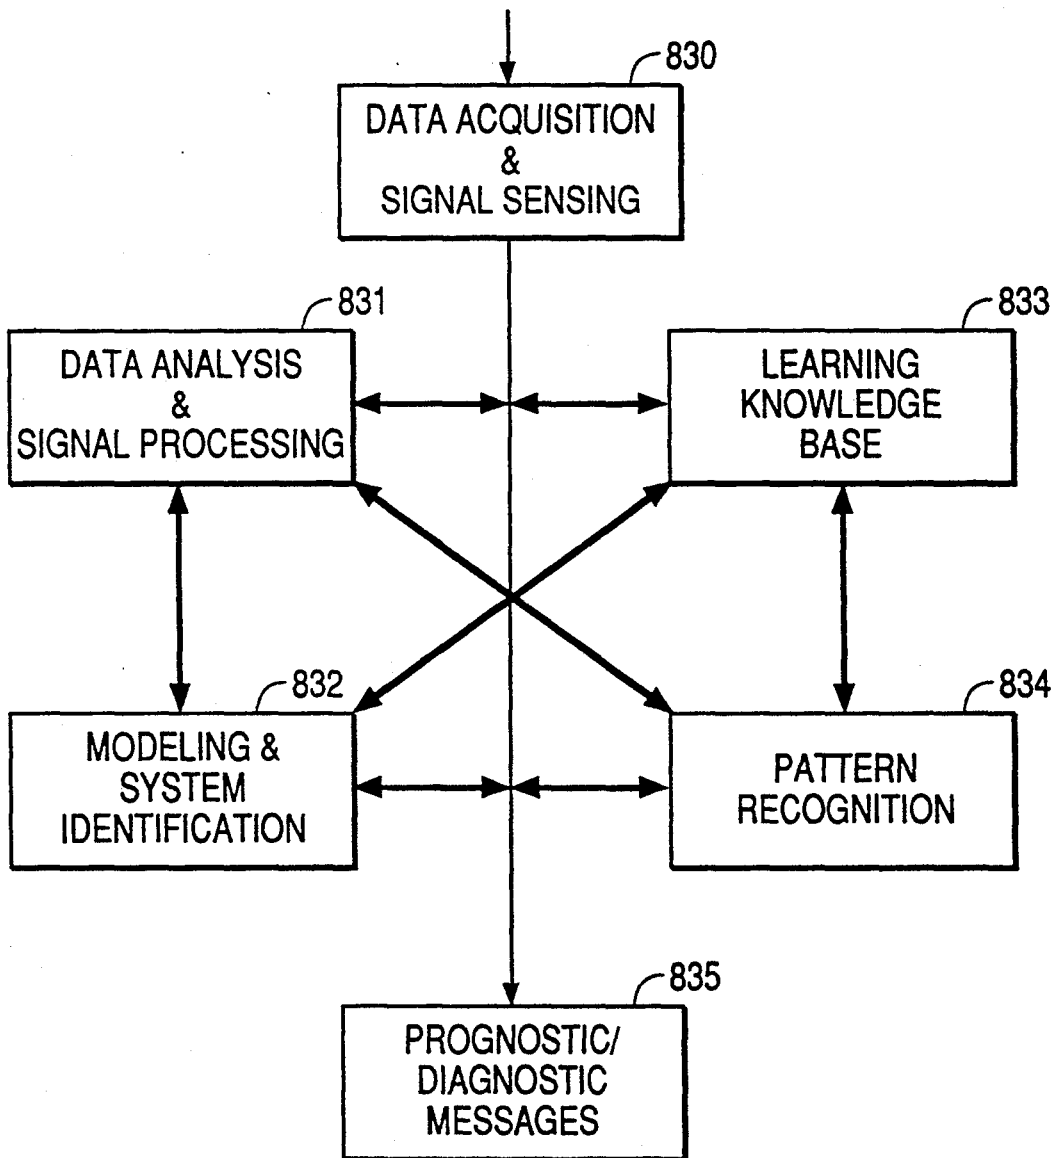 830
DATA ACQUISITION
&
SIGNAL SENSING
831
DATA ANALYSIS
&
SIGNAL PROCESSING
833
LEARNING
KNOWLEDGE
BASE
832
MODELING &
SYSTEM
IDENTIFICATION
834
PATTERN
RECOGNITION
835
PROGNOSTIC/
DIAGNOSTIC
MESSAGES